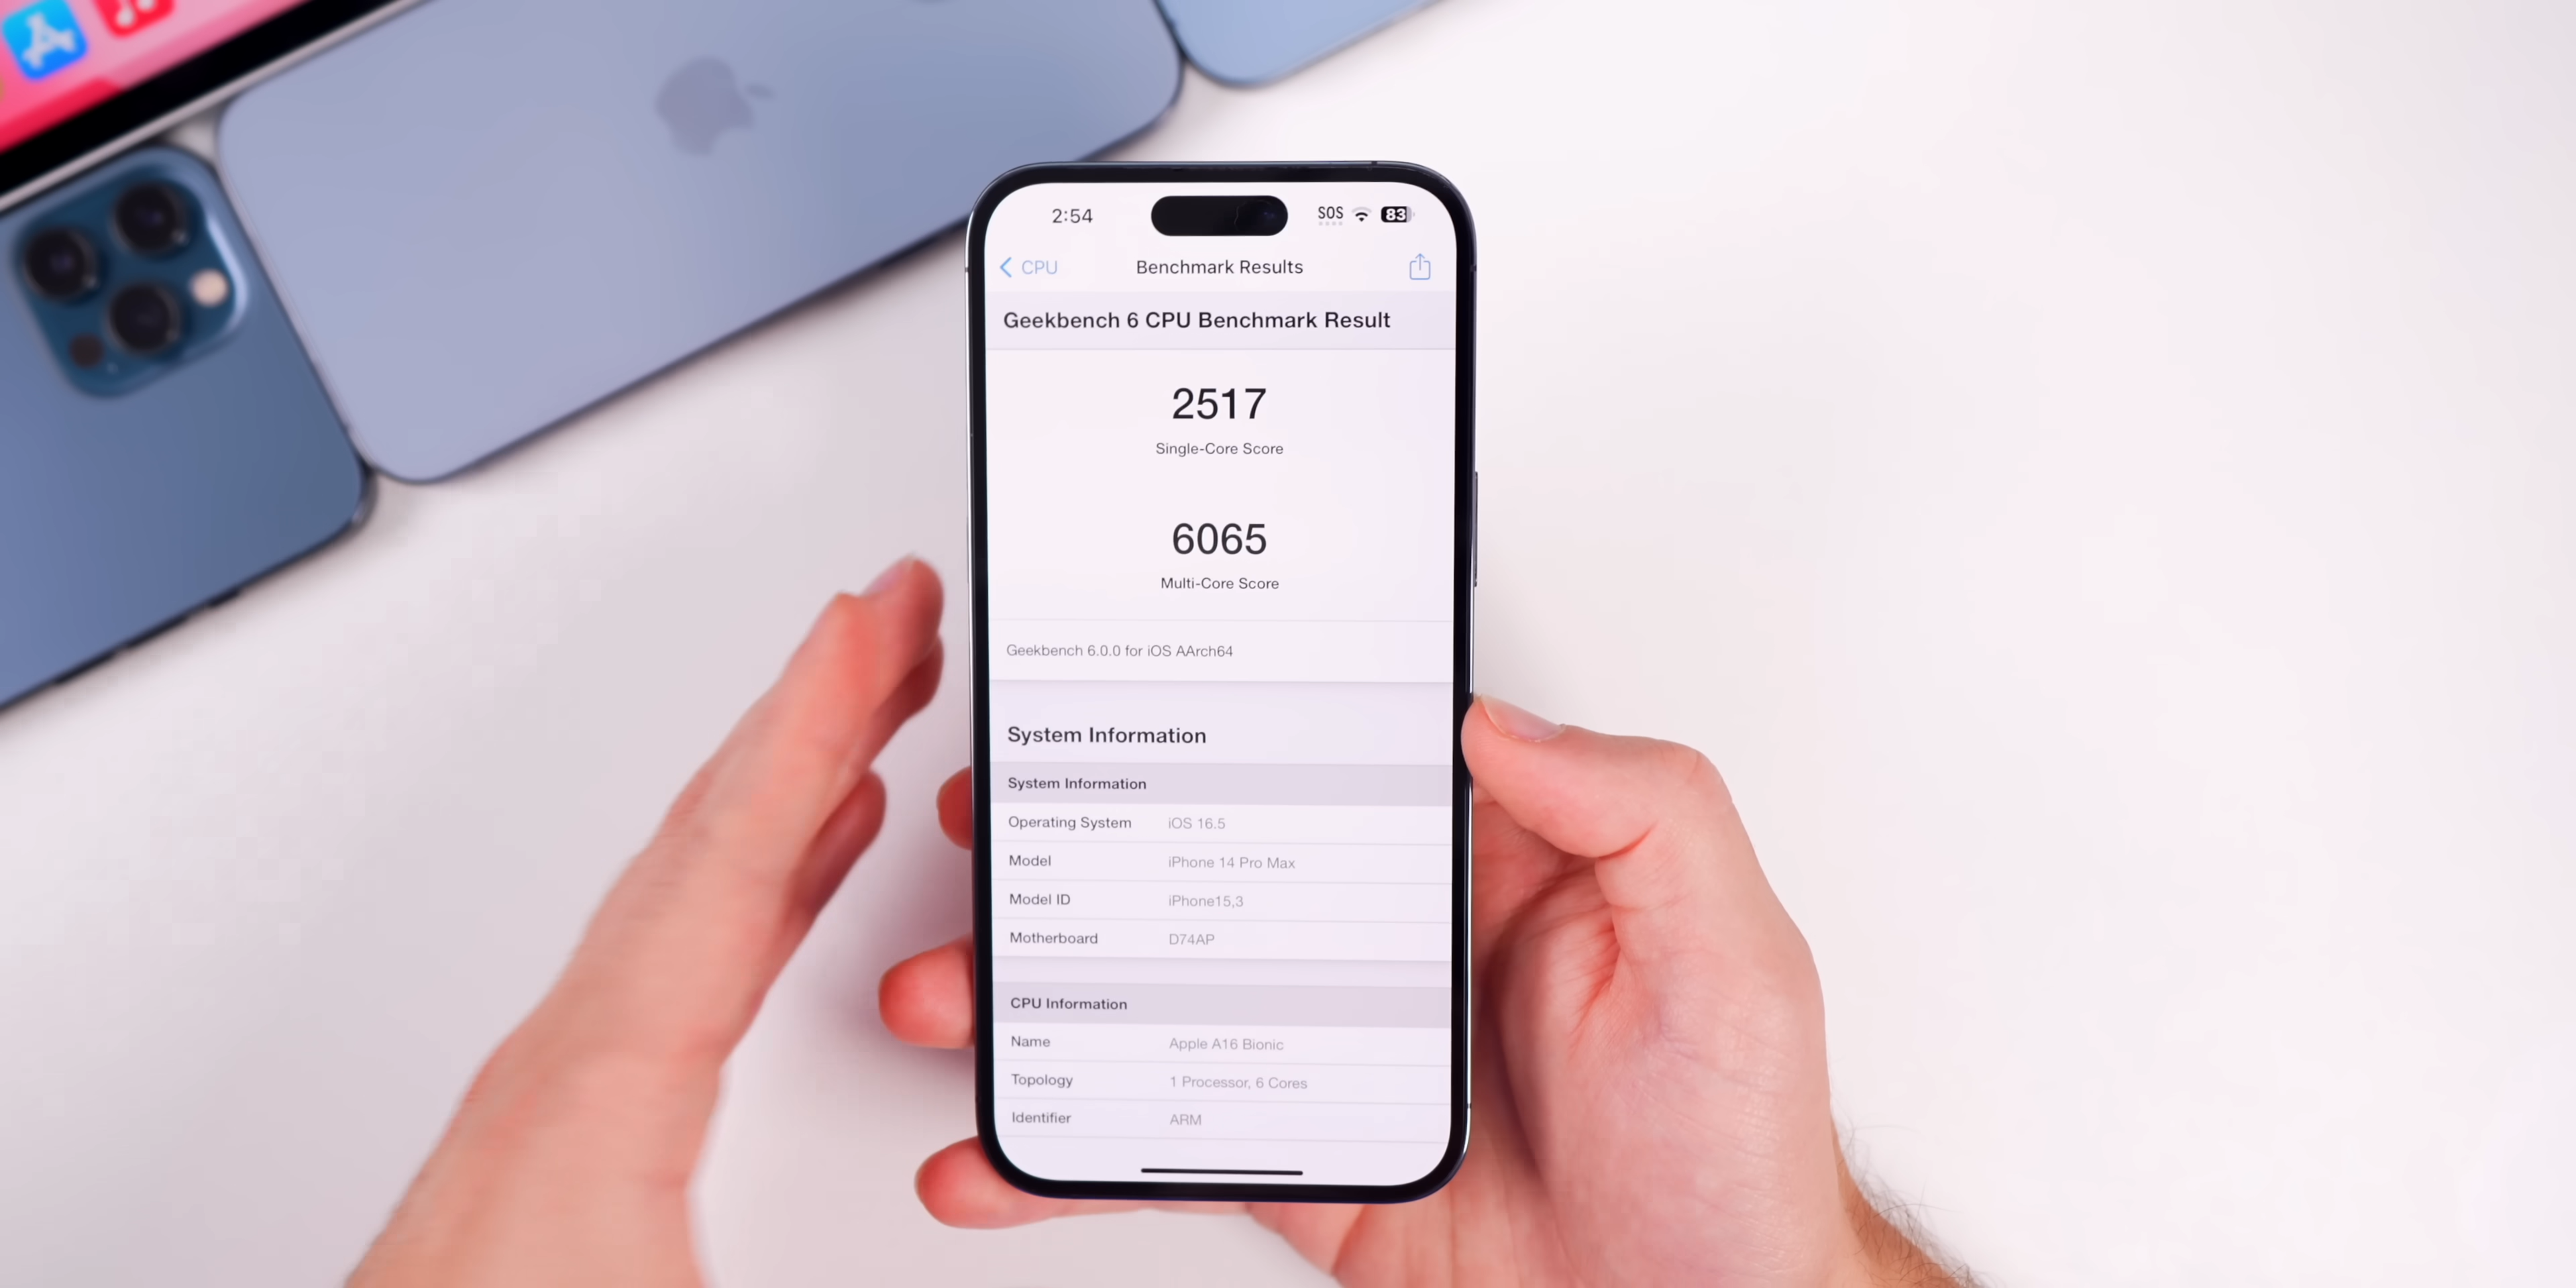 2:54 SOS 83
CPU Benchmark Results
Geekbench 6 CPU Benchmark Result
2517
Single-Core Score
6065
Multi-Core Score
Geekbench 6.0.0 for iOS AArch64
System Information
System Information
Operating System iOS 16.5
Model iPhone 14 Pro Max
Model ID iPhone15,3
Motherboard D74AP
CPU Information
Name Apple A16 Bionic
Topology 1 Processor, 6 Cores
Identifier ARM